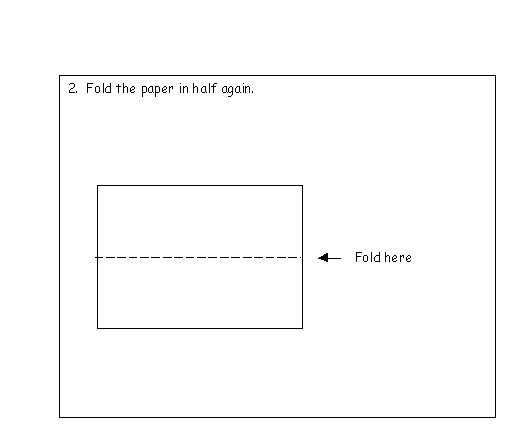 2. Fold the paper in half again.
Fold here